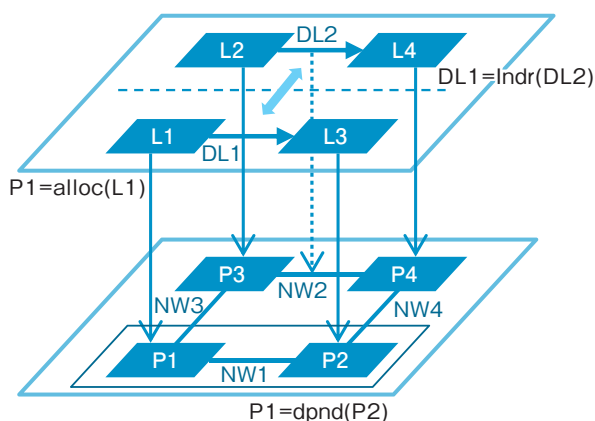 DL2
L2
L4
DL1=Indr(DL2)
L1
L3
DL1
P1=alloc(L1)
P3
P4
NW2
NW3
NW4
P1
P2
NW1
P1=dpnd(P2)